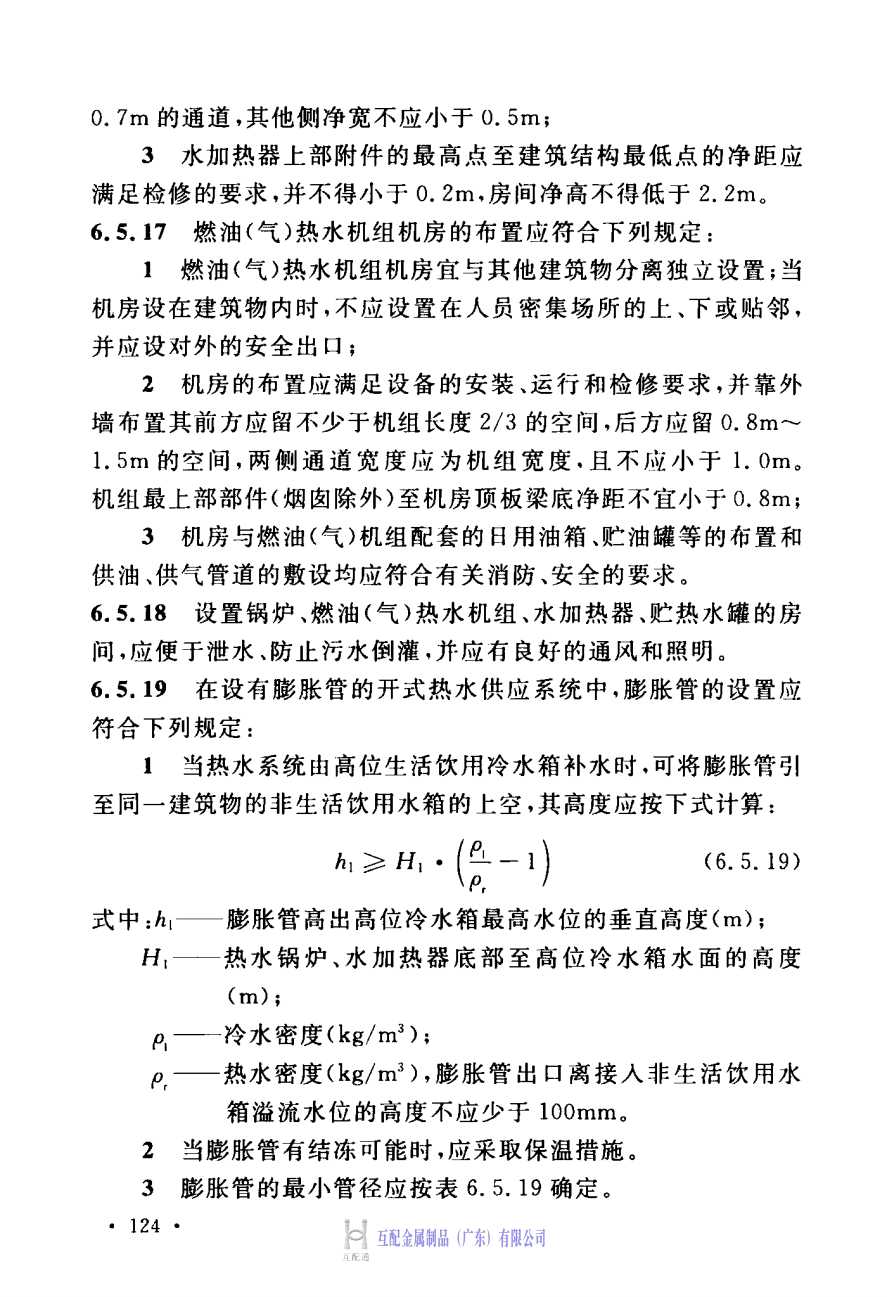 0.7m 的通道,其他侧净宽不应小于 0.5m;
3 水加热器上部附件的最高点至建筑结构最低点的净距应
满足检修的要求,并不得小于 0.2m,房间净高不得低于 2.2m。
6.5.17 燃油(气)热水机组机房的布置应符合下列规定:
1 燃油(气)热水机组机房宜与其他建筑物分离独立设置;当
机房设在建筑物内时,不应设置在人员密集场所的上、下或贴邻,
并应设对外的安全出口;
2 机房的布置应满足设备的安装、运行和检修要求,并靠外
墙布置其前方应留不少于机组长度 2/3 的空间,后方应留 0.8m~
1.5m 的空间,两侧通道宽度应为机组宽度,且不应小于 1.0m。
机组最上部部件(烟囱除外)至机房顶板梁底净距不宜小于 0.8m;
3 机房与燃油(气)机组配套的日用油箱、贮油罐等的布置和
供油、供气管道的敷设均应符合有关消防、安全的要求。
6.5.18 设置锅炉、燃油(气)热水机组、水加热器、贮热水罐的房
间,应便于泄水、防止污水倒灌,并应有良好的通风和照明。
6.5.19 在设有膨胀管的开式热水供应系统中,膨胀管的设置应
符合下列规定:
1 当热水系统由高位生活饮用冷水箱补水时,可将膨胀管引
至同一建筑物的非生活饮用水箱的上空,其高度应按下式计算:
h₁ ≥ H₁ · (ρₗ/ρᵣ − 1) (6.5.19)
式中:h₁——膨胀管高出高位冷水箱最高水位的垂直高度(m);
H₁——热水锅炉、水加热器底部至高位冷水箱水面的高度
(m);
ρₗ——冷水密度(kg/m³);
ρᵣ——热水密度(kg/m³),膨胀管出口离接入非生活饮用水
箱溢流水位的高度不应少于 100mm。
2 当膨胀管有结冻可能时,应采取保温措施。
3 膨胀管的最小管径应按表 6.5.19 确定。
· 124 ·
互配金属制品(广东)有限公司
互配通